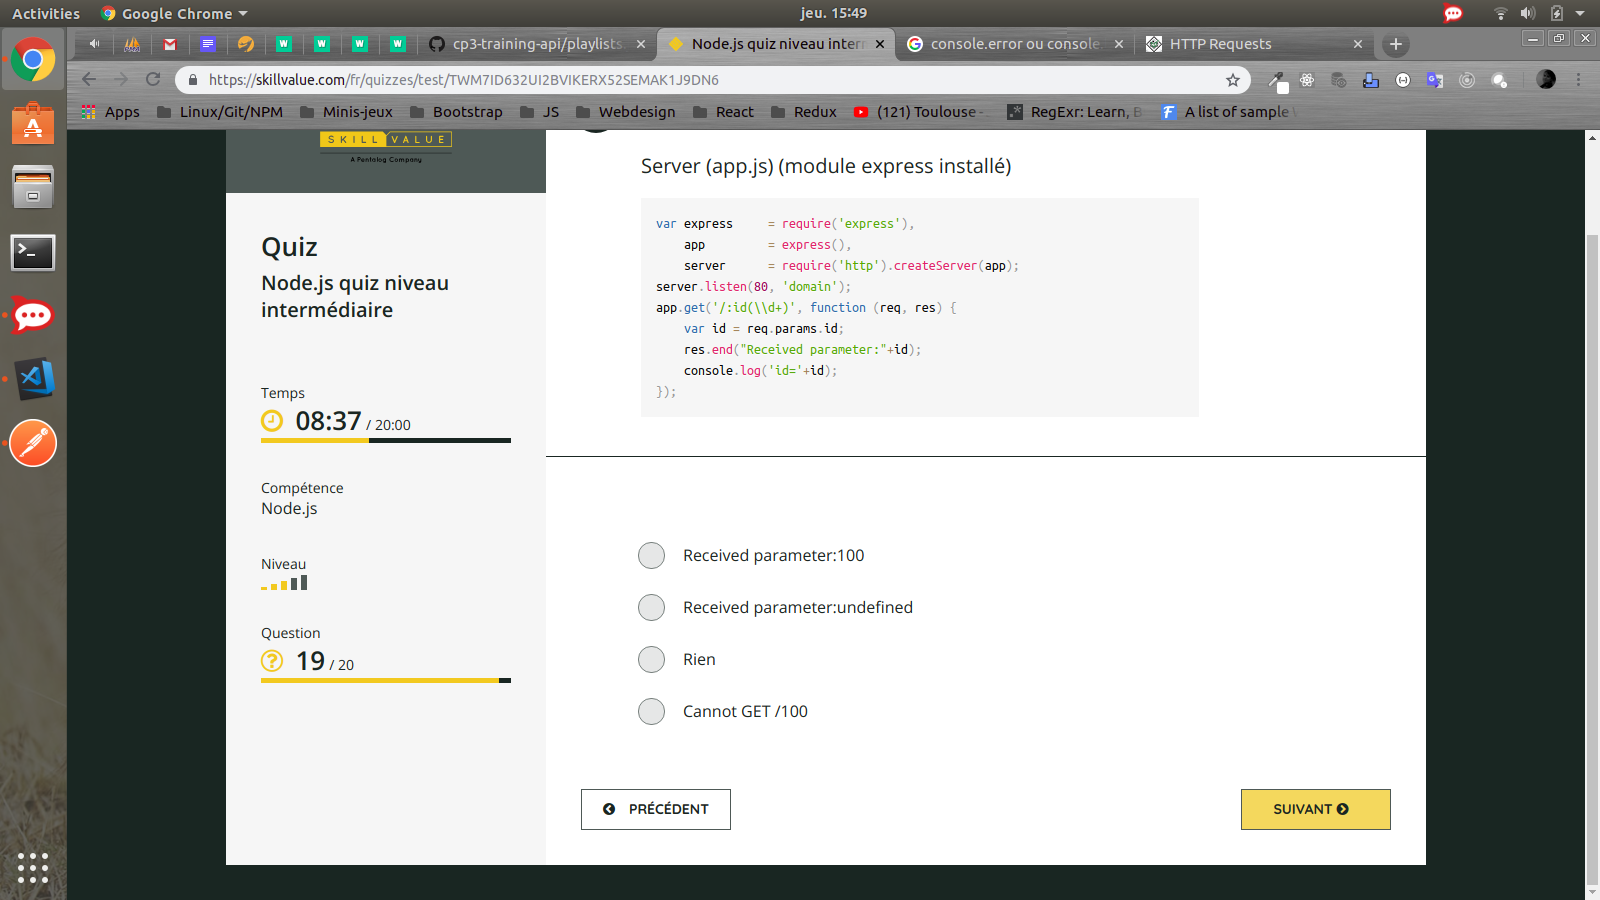 Activities
Google Chrome
jeu. 15:49
cp3-training-api/playlists
Node.js quiz niveau inter
console.error ou console
HTTP Requests
https://skillvalue.com/fr/quizzes/test/TWM7ID632UI2BVIKERX52SEMAK1J9DN6
Apps
Linux/Git/NPM
Minis-jeux
Bootstrap
JS
Webdesign
React
Redux
(121) Toulouse -
RegExr: Learn, B
A list of sample
SKILL VALUE
A Pentalog Company
Quiz
Node.js quiz niveau
intermédiaire
Temps
08:37 / 20:00
Compétence
Node.js
Niveau
Question
19 / 20
Server (app.js) (module express installé)
var express     = require('express'),
    app         = express(),
    server      = require('http').createServer(app);
server.listen(80, 'domain');
app.get('/:id(\\d+)', function (req, res) {
    var id = req.params.id;
    res.end("Received parameter:"+id);
    console.log('id='+id);
});
Received parameter:100
Received parameter:undefined
Rien
Cannot GET /100
PRÉCÉDENT
SUIVANT